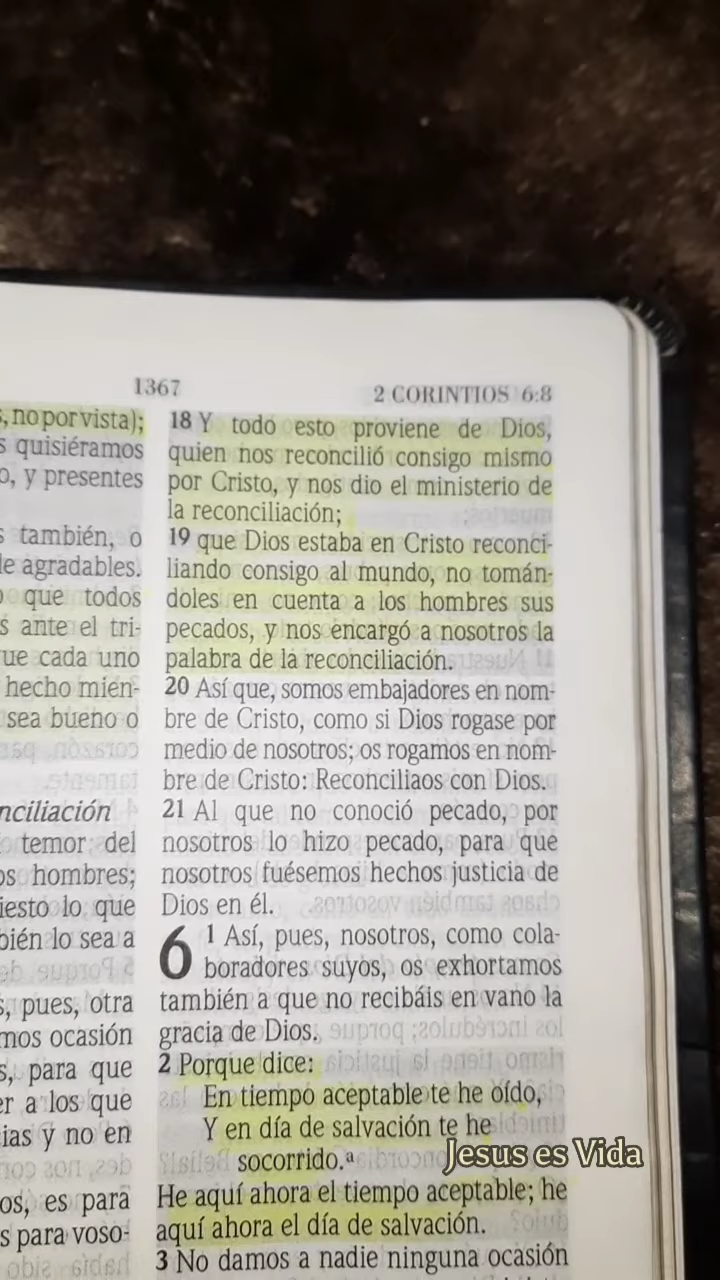 1367
2 CORINTIOS 6:8
, no por vista);
s quisiéramos
o, y presentes
s también, o
le agradables.
que todos
s ante el tri-
ue cada uno
hecho mien-
sea bueno o
nciliación
temor del
os hombres;
iesto lo que
bién lo sea a
s, pues, otra
mos ocasión
s, para que
er a los que
ias y no en
os, es para
s para voso-
18 Y todo esto proviene de Dios,
quien nos reconcilió consigo mismo
por Cristo, y nos dio el ministerio de
la reconciliación;
19 que Dios estaba en Cristo reconci-
liando consigo al mundo, no tomán-
doles en cuenta a los hombres sus
pecados, y nos encargó a nosotros la
palabra de la reconciliación.
20 Así que, somos embajadores en nom-
bre de Cristo, como si Dios rogase por
medio de nosotros; os rogamos en nom-
bre de Cristo: Reconciliaos con Dios.
21 Al que no conoció pecado, por
nosotros lo hizo pecado, para que
nosotros fuésemos hechos justicia de
Dios en él.
6 1 Así, pues, nosotros, como cola-
boradores suyos, os exhortamos
también a que no recibáis en vano la
gracia de Dios.
2 Porque dice:
En tiempo aceptable te he oído,
Y en día de salvación te he
socorrido.ª
He aquí ahora el tiempo aceptable; he
aquí ahora el día de salvación.
3 No damos a nadie ninguna ocasión
Jesus es Vida